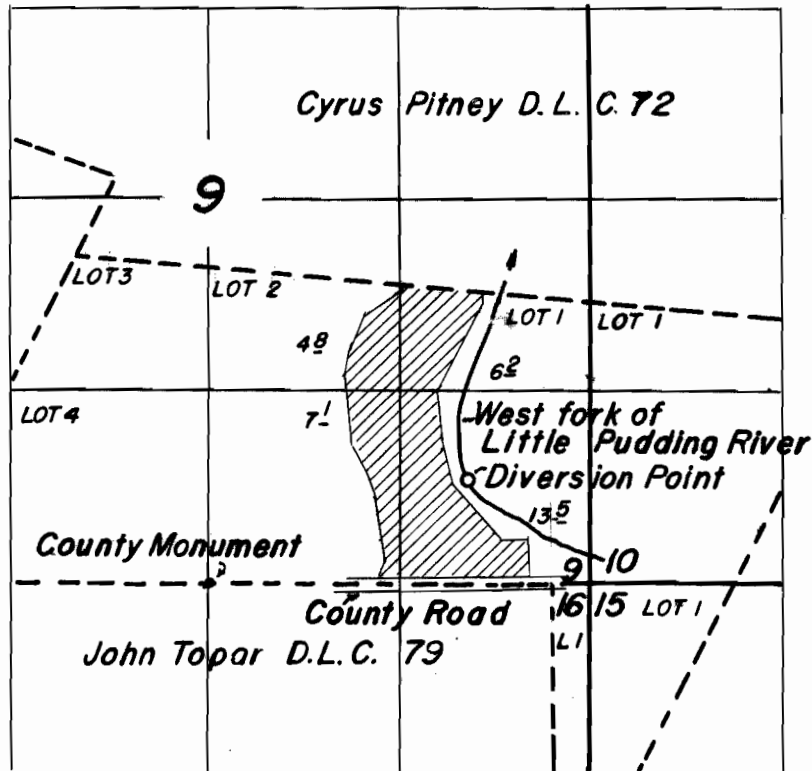 Cyrus Pitney D. L. C. 72
9
LOT 3
LOT 2
LOT 1
LOT 1
4 8
6 2
LOT 4
7 1
West fork of
Little Pudding River
Diversion Point
13 5
County Monument
9 10
County Road
16 15 LOT 1
L 1
John Topar D.L.C. 79